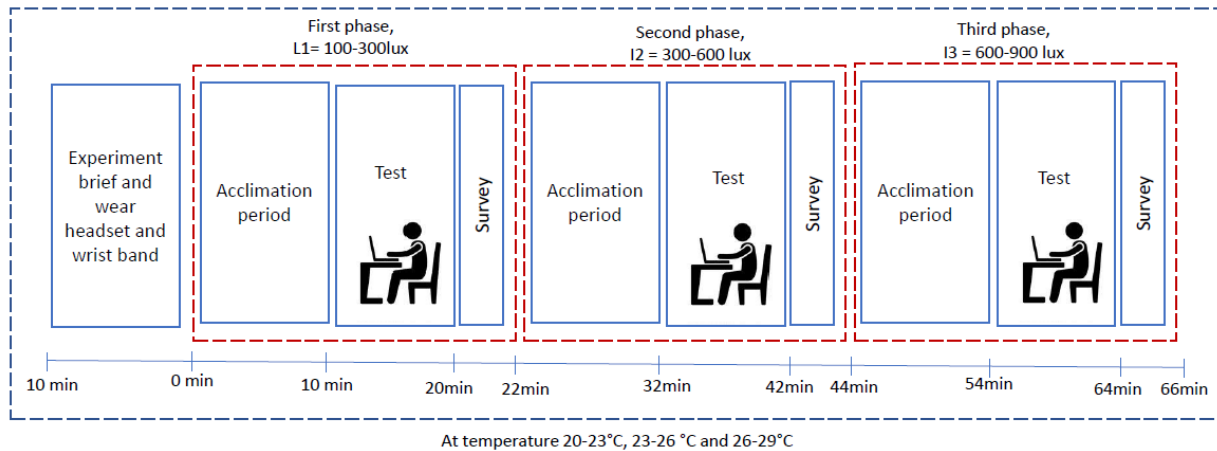 First phase,
L1= 100-300lux
Second phase,
I2 = 300-600 lux
Third phase,
I3 = 600-900 lux
Experiment
brief and
wear
headset and
wrist band
Acclimation
period
Test
Survey
Acclimation
period
Test
Survey
Acclimation
period
Test
Survey
10 min
0 min
10 min
20min
22min
32min
42min
44min
54min
64min
66min
At temperature 20-23°C, 23-26 °C and 26-29°C